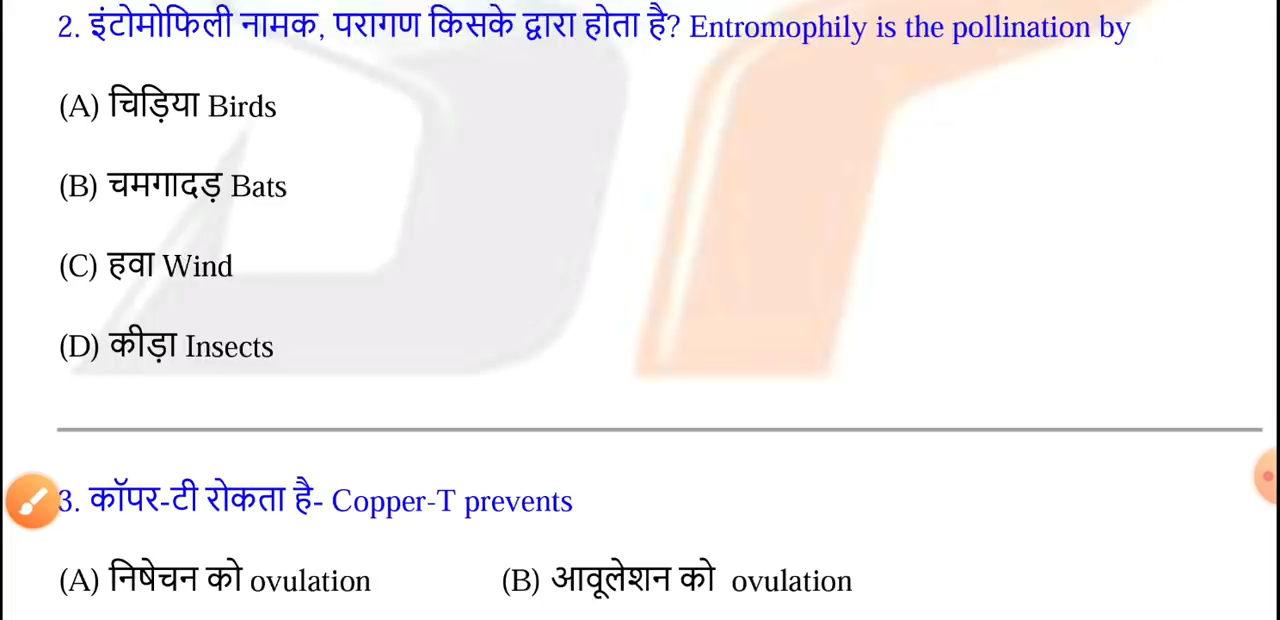 2. इंटोमोफिली नामक, परागण किसके द्वारा होता है? Entromophily is the pollination by
(A) चिड़िया Birds
(B) चमगादड़ Bats
(C) हवा Wind
(D) कीड़ा Insects
3. कॉपर-टी रोकता है- Copper-T prevents
(A) निषेचन को ovulation (B) आवूलेशन को ovulation